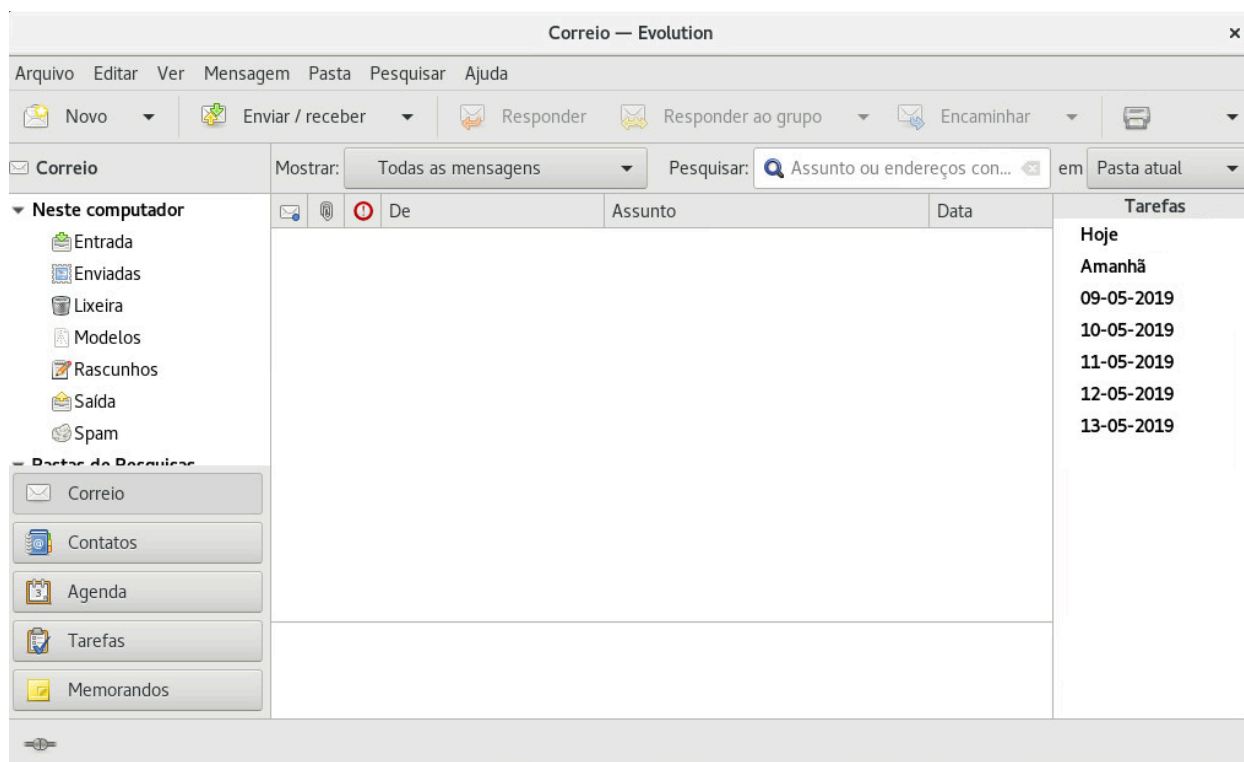 Correio — Evolution
Arquivo Editar Ver Mensagem Pasta Pesquisar Ajuda
Novo Enviar / receber Responder Responder ao grupo Encaminhar
Correio Mostrar: Todas as mensagens Pesquisar: Assunto ou endereços con... em Pasta atual
Neste computador
Entrada
Enviadas
Lixeira
Modelos
Rascunhos
Saída
Spam
Pastas de Pesquisas
Correio
Contatos
Agenda
Tarefas
Memorandos
De Assunto Data
Tarefas
Hoje
Amanhã
09-05-2019
10-05-2019
11-05-2019
12-05-2019
13-05-2019